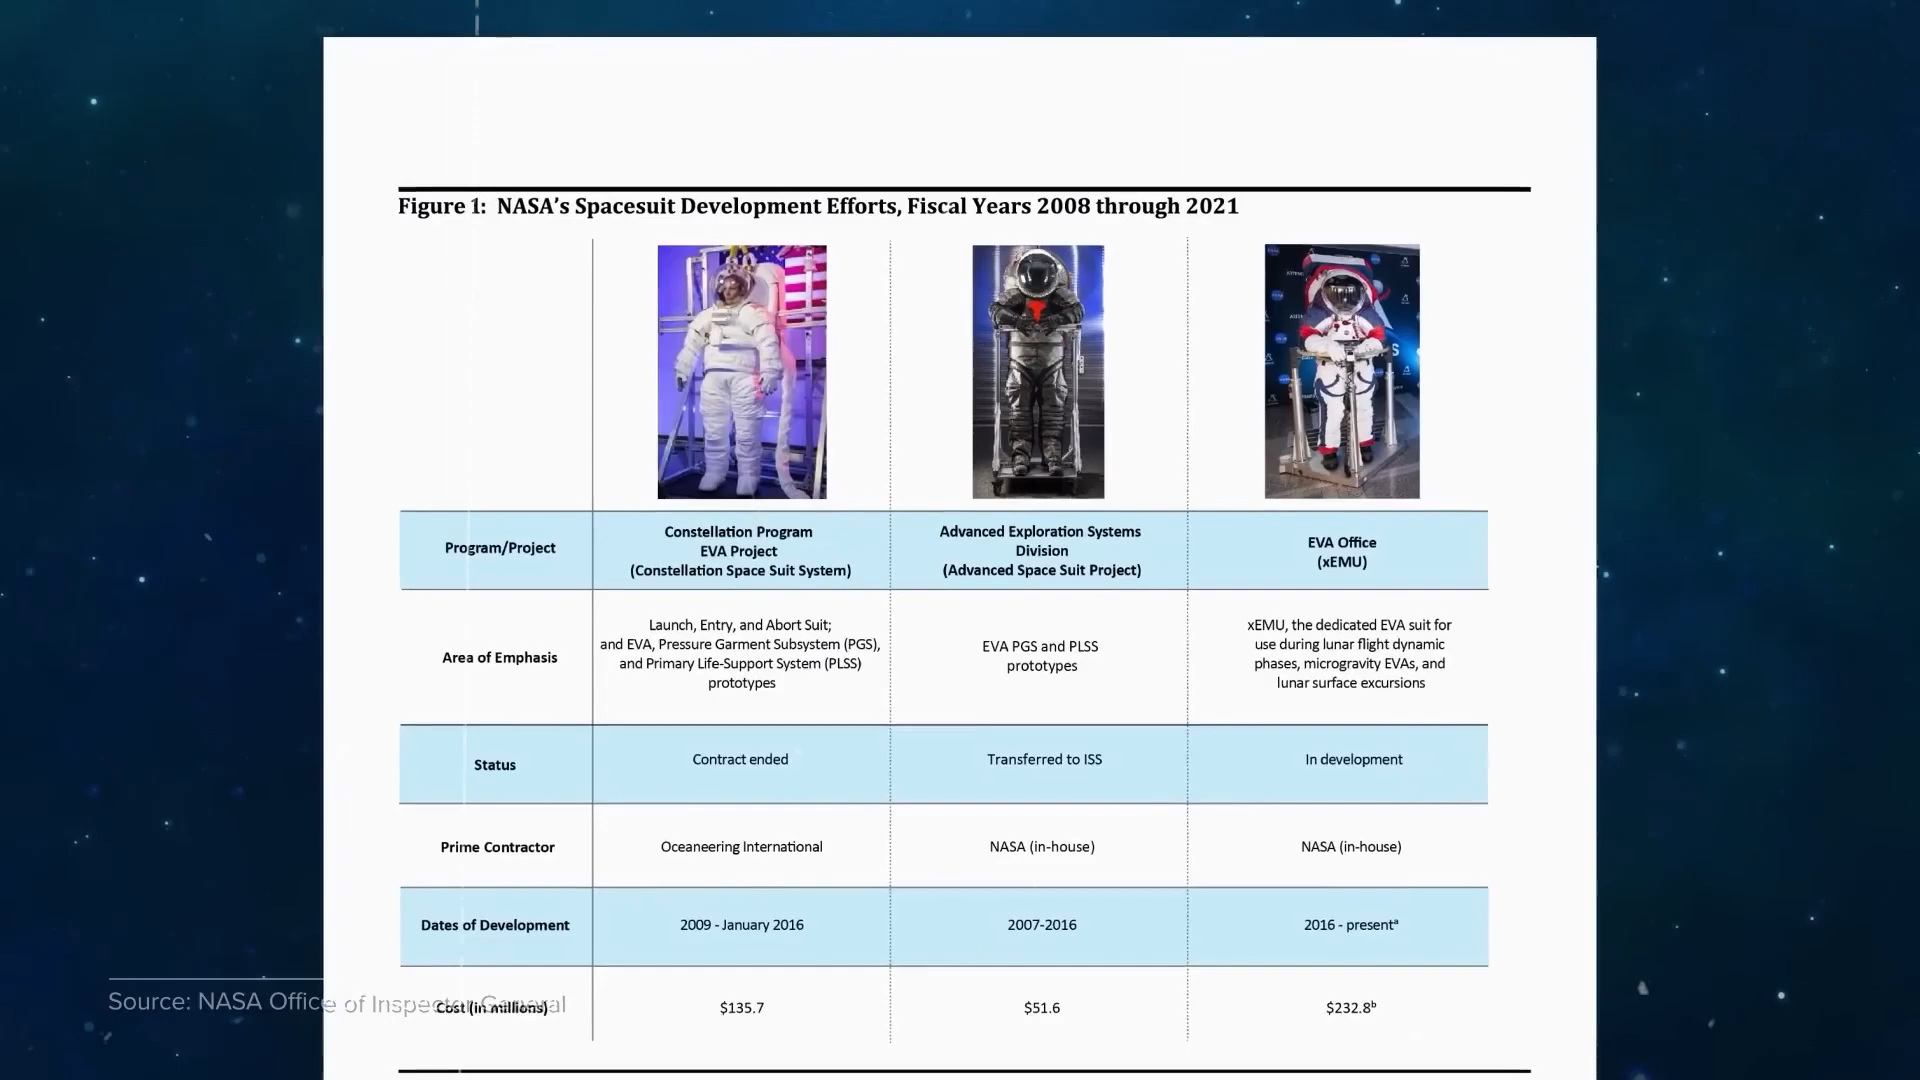 Figure 1: NASA's Spacesuit Development Efforts, Fiscal Years 2008 through 2021
Program/Project
Constellation Program
EVA Project
(Constellation Space Suit System)
Advanced Exploration Systems
Division
(Advanced Space Suit Project)
EVA Office
(xEMU)
Area of Emphasis
Launch, Entry, and Abort Suit;
and EVA, Pressure Garment Subsystem (PGS),
and Primary Life-Support System (PLSS)
prototypes
EVA PGS and PLSS
prototypes
xEMU, the dedicated EVA suit for
use during lunar flight dynamic
phases, microgravity EVAs, and
lunar surface excursions
Status
Contract ended
Transferred to ISS
In development
Prime Contractor
Oceaneering International
NASA (in-house)
NASA (in-house)
Dates of Development
2009 - January 2016
2007-2016
2016 - presentᵃ
Cost (in millions)
$135.7
$51.6
$232.8ᵇ
Source: NASA Office of Inspector General